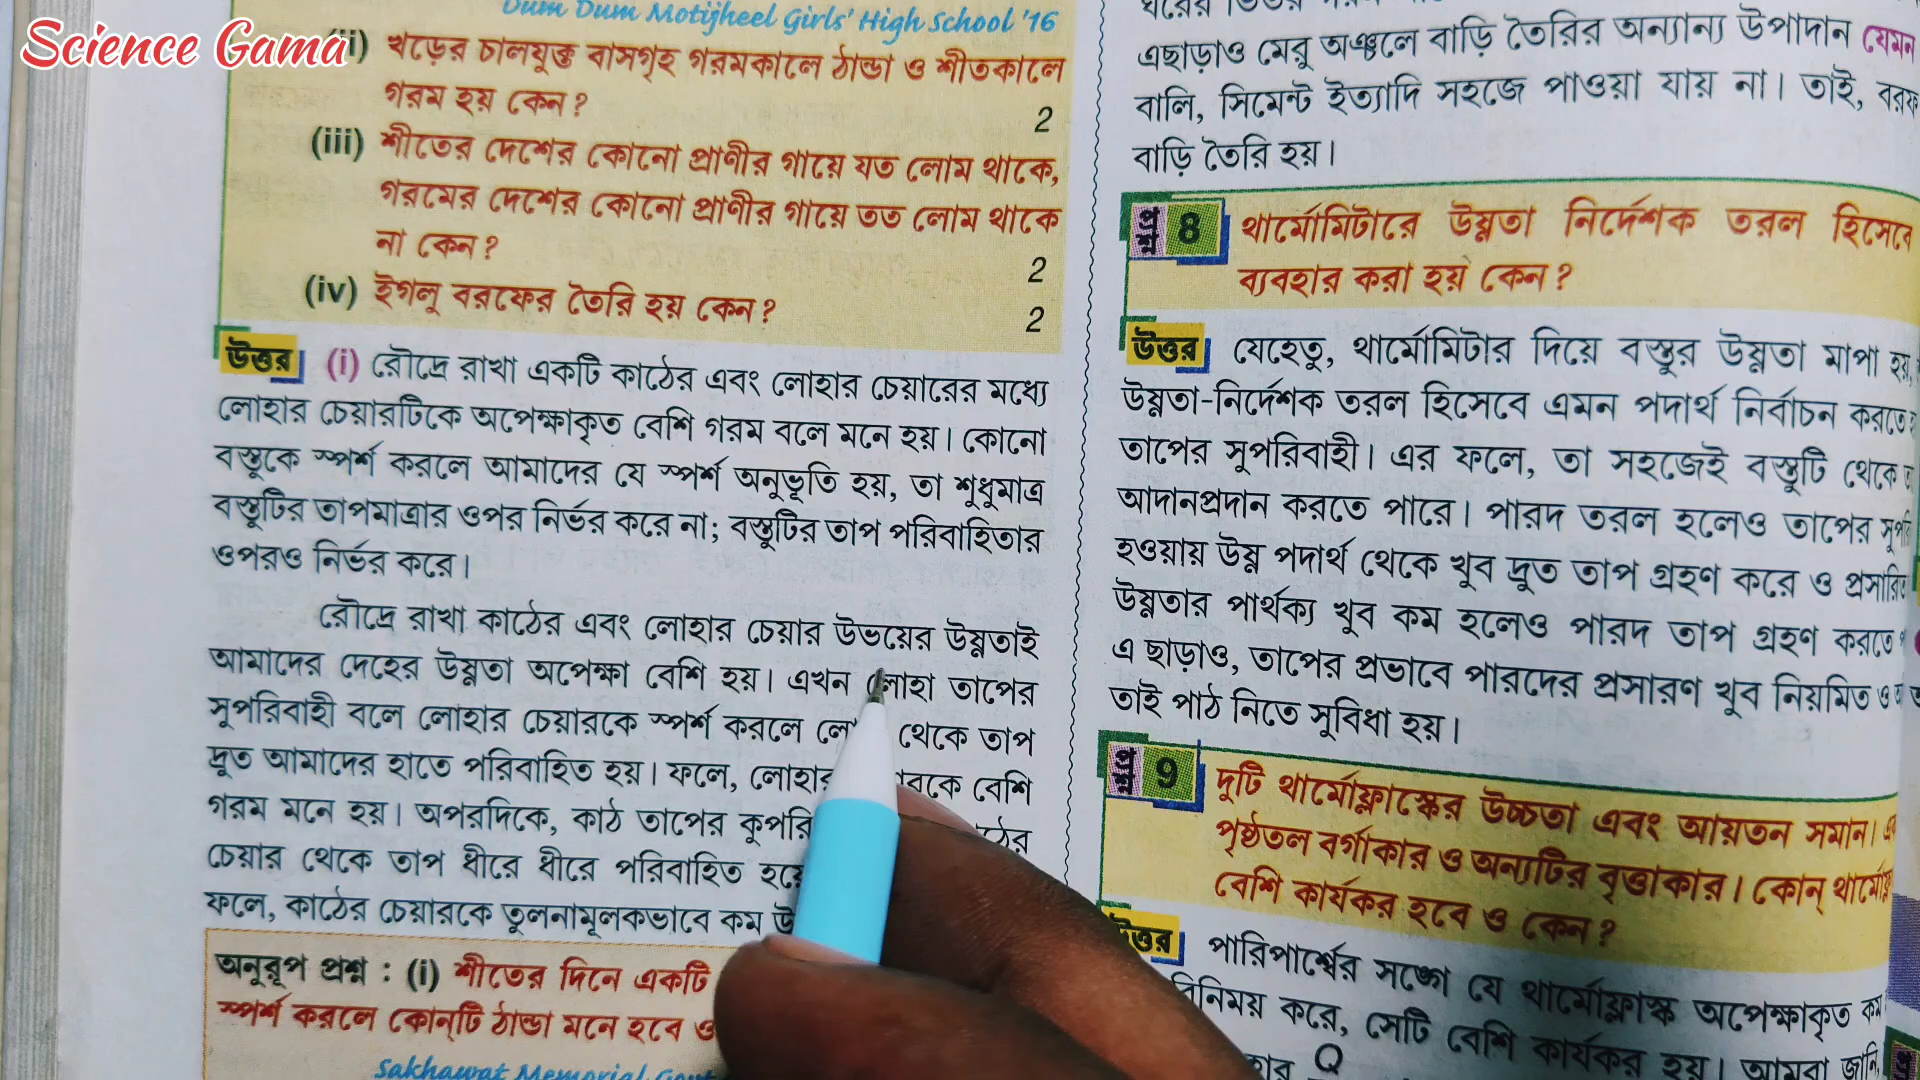 Science Gama
Dum Dum Motijheel Girls' High School '16
(ii) খড়ের চালযুক্ত বাসগৃহ গরমকালে ঠান্ডা ও শীতকালে
গরম হয় কেন? 2
(iii) শীতের দেশের কোনো প্রাণীর গায়ে যত লোম থাকে,
গরমের দেশের কোনো প্রাণীর গায়ে তত লোম থাকে
না কেন? 2
(iv) ইগলু বরফের তৈরি হয় কেন? 2
উত্তর (i) রৌদ্রে রাখা একটি কাঠের এবং লোহার চেয়ারের মধ্যে
লোহার চেয়ারটিকে অপেক্ষাকৃত বেশি গরম বলে মনে হয়। কোনো
বস্তুকে স্পর্শ করলে আমাদের যে স্পর্শ অনুভূতি হয়, তা শুধুমাত্র
বস্তুটির তাপমাত্রার ওপর নির্ভর করে না; বস্তুটির তাপ পরিবাহিতার
ওপরও নির্ভর করে।
রৌদ্রে রাখা কাঠের এবং লোহার চেয়ার উভয়ের উষ্ণতাই
আমাদের দেহের উষ্ণতা অপেক্ষা বেশি হয়। এখন লোহা তাপের
সুপরিবাহী বলে লোহার চেয়ারকে স্পর্শ করলে থেকে তাপ
দ্রুত আমাদের হাতে পরিবাহিত হয়। ফলে, লোহার বেশি
গরম মনে হয়। অপরদিকে, কাঠ তাপের
চেয়ার থেকে তাপ ধীরে ধীরে পরিবাহিত
ফলে, কাঠের চেয়ারকে তুলনামূলকভাবে কম
অনুরূপ প্রশ্ন : (i) শীতের দিনে একটি
স্পর্শ করলে কোন্‌টি ঠান্ডা মনে হবে ও
Sakhawat Memorial
এছাড়াও মেরু অঞ্চলে বাড়ি তৈরির অন্যান্য উপাদান যেমন
বালি, সিমেন্ট ইত্যাদি সহজে পাওয়া যায় না। তাই, বরফ
বাড়ি তৈরি হয়।
প্রশ্ন 8 থার্মোমিটারে উষ্ণতা নির্দেশক তরল হিসেবে
ব্যবহার করা হয় কেন?
উত্তর যেহেতু, থার্মোমিটার দিয়ে বস্তুর উষ্ণতা মাপা হয়,
উষ্ণতা-নির্দেশক তরল হিসেবে এমন পদার্থ নির্বাচন করতে
তাপের সুপরিবাহী। এর ফলে, তা সহজেই বস্তুটি থেকে
আদানপ্রদান করতে পারে। পারদ তরল হলেও তাপের
হওয়ায় উষ্ণ পদার্থ থেকে খুব দ্রুত তাপ গ্রহণ করে ও
উষ্ণতার পার্থক্য খুব কম হলেও পারদ তাপ গ্রহণ করতে
এ ছাড়াও, তাপের প্রভাবে পারদের প্রসারণ খুব নিয়মিত ও
তাই পাঠ নিতে সুবিধা হয়।
প্রশ্ন 9 দুটি থার্মোফ্লাস্কের উচ্চতা এবং আয়তন সমান।
পৃষ্ঠতল বর্গাকার ও অন্যটির বৃত্তাকার। কোন্
বেশি কার্যকর হবে ও কেন?
উত্তর পারিপার্শ্বের সঙ্গে যে থার্মোফ্লাস্ক অপেক্ষাকৃত কম
করে, সেটি বেশি কার্যকর হয়। আমরা জানি,
Q